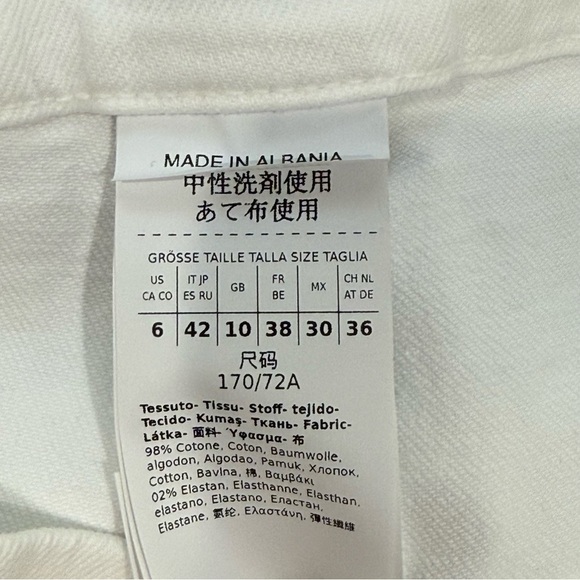 MADE IN ALBANIA
中性洗剤使用
あて布使用
GRÖSSE TAILLE TALLA SIZE TAGLIA
US IT JP GB FR MX CH NL
CA CO ES RU BE AT DE
6 42 10 38 30 36
尺码
170/72A
Tessuto- Tissu- Stoff- tejido-
Tecido- Kumaş- Ткань- Fabric-
Látka- 面料- Ύφασμα- 布
98% Cotone, Coton, Baumwolle,
algodon, Algodao, Pamuk, Хлопок,
Cotton, Bavlna, 棉, Βαμβάκι
02% Elastan, Elasthanne, Elasthan,
elastano, Elastano, Еластан,
Elastane, 氨纶, Ελαστάνη, 弾性繊維